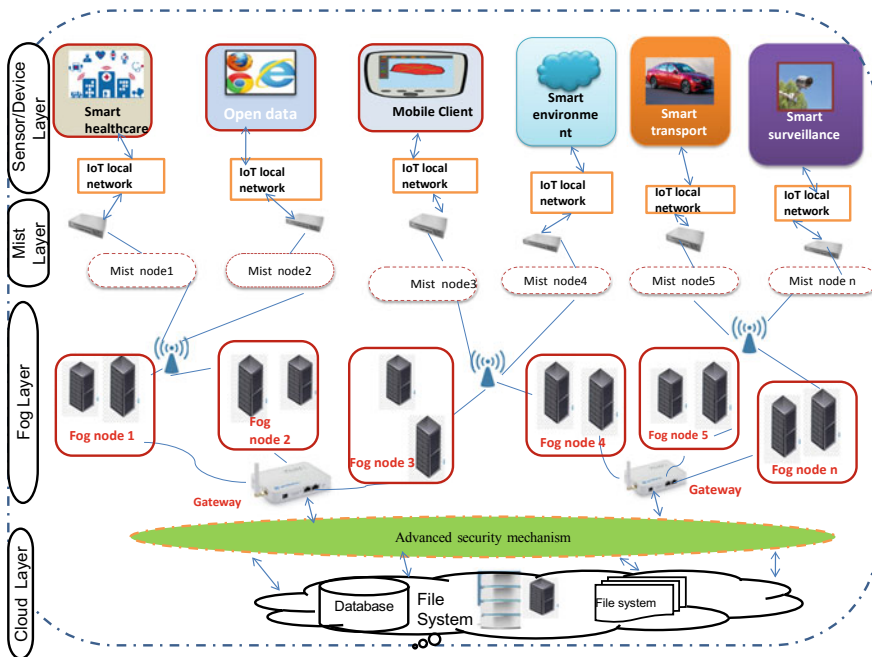 Sensor/Device
Layer
Smart
healthcare
Open data
Mobile Client
Smart
environme
nt
Smart
transport
Smart
surveillance
IoT local
network
IoT local
network
IoT local
network
IoT local
network
IoT local
network
IoT local
network
Mist
Layer
Mist node1
Mist node2
Mist node3
Mist node4
Mist node5
Mist node n
Fog Layer
Fog node 1
Fog
node 2
Fog node 3
Fog node 4
Fog node 5
Fog node n
Gateway
Gateway
Advanced security mechanism
Cloud Layer
Database
File
System
File system